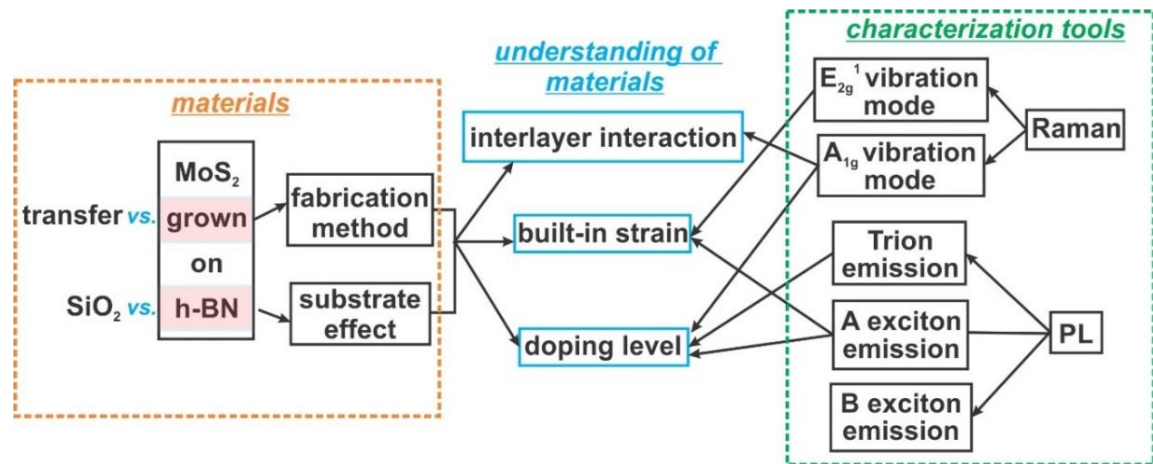 materials
transfer vs.
SiO₂ vs.
MoS₂
grown
on
h-BN
fabrication
method
substrate
effect
understanding of
materials
interlayer interaction
built-in strain
doping level
characterization tools
E₂g¹ vibration
mode
A₁g vibration
mode
Raman
Trion
emission
A exciton
emission
B exciton
emission
PL